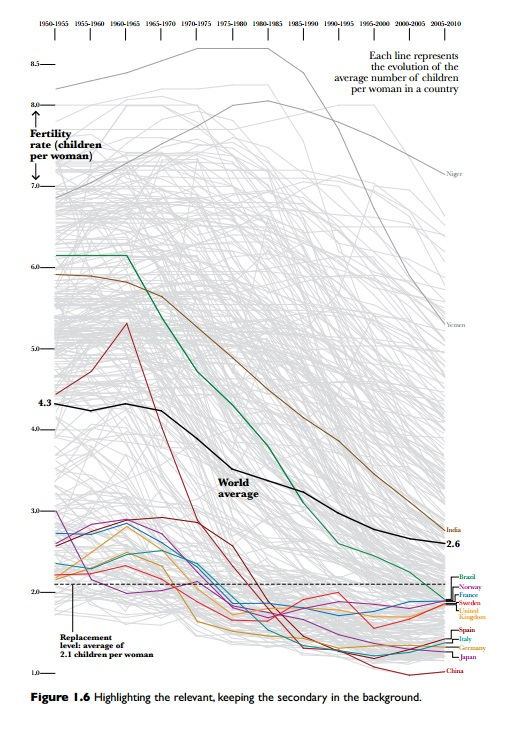 1950-1955 1955-1960 1960-1965 1965-1970 1970-1975 1975-1980 1980-1985 1985-1990 1990-1995 1995-2000 2000-2005 2005-2010
Each line represents
the evolution of the
average number of children
per woman in a country
8.5
8.0
Fertility
rate (children
per woman)
7.0
Niger
6.0
Yemen
5.0
4.3
4.0
World
average
3.0
India
2.6
Brazil
Norway
France
2.0
Sweden
United
Kingdom
Replacement
level: average of
2.1 children per woman
Spain
Italy
Germany
Japan
1.0
China
Figure 1.6 Highlighting the relevant, keeping the secondary in the background.